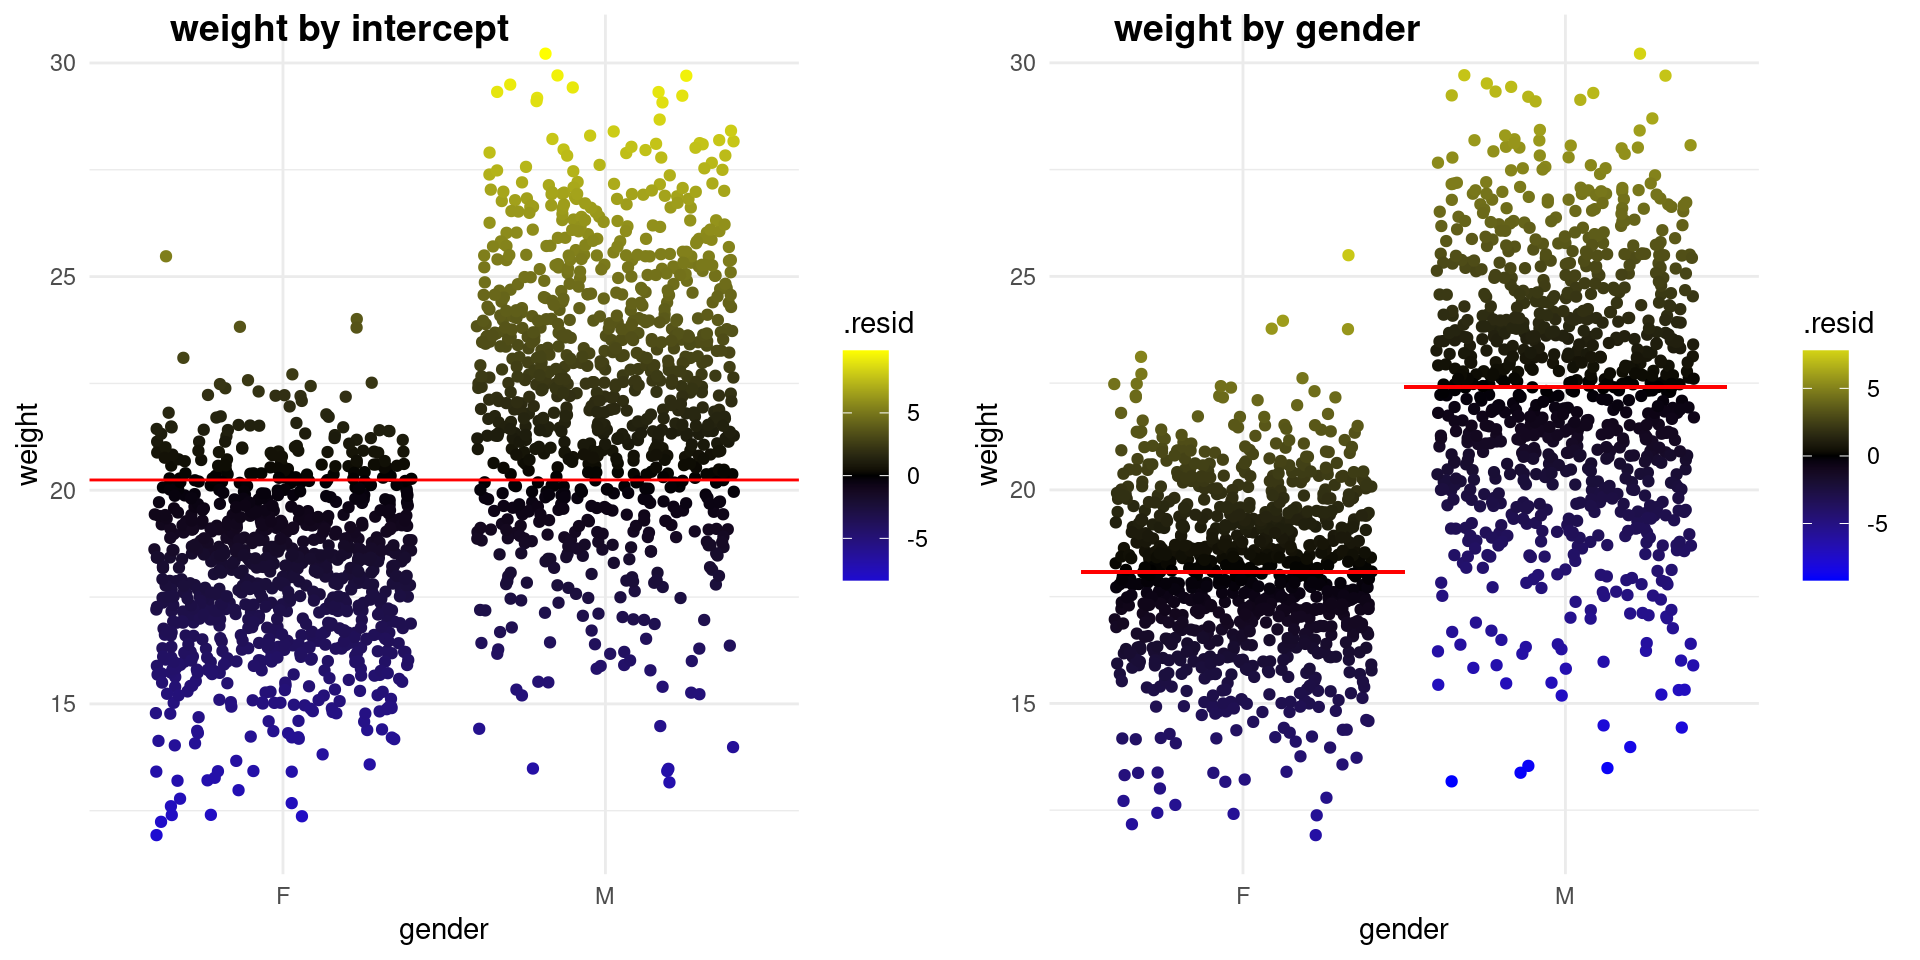 weight by intercept
30
25
20
15
weight
F
M
gender
.resid
5
0
-5
weight by gender
30
25
20
15
weight
F
M
gender
.resid
5
0
-5